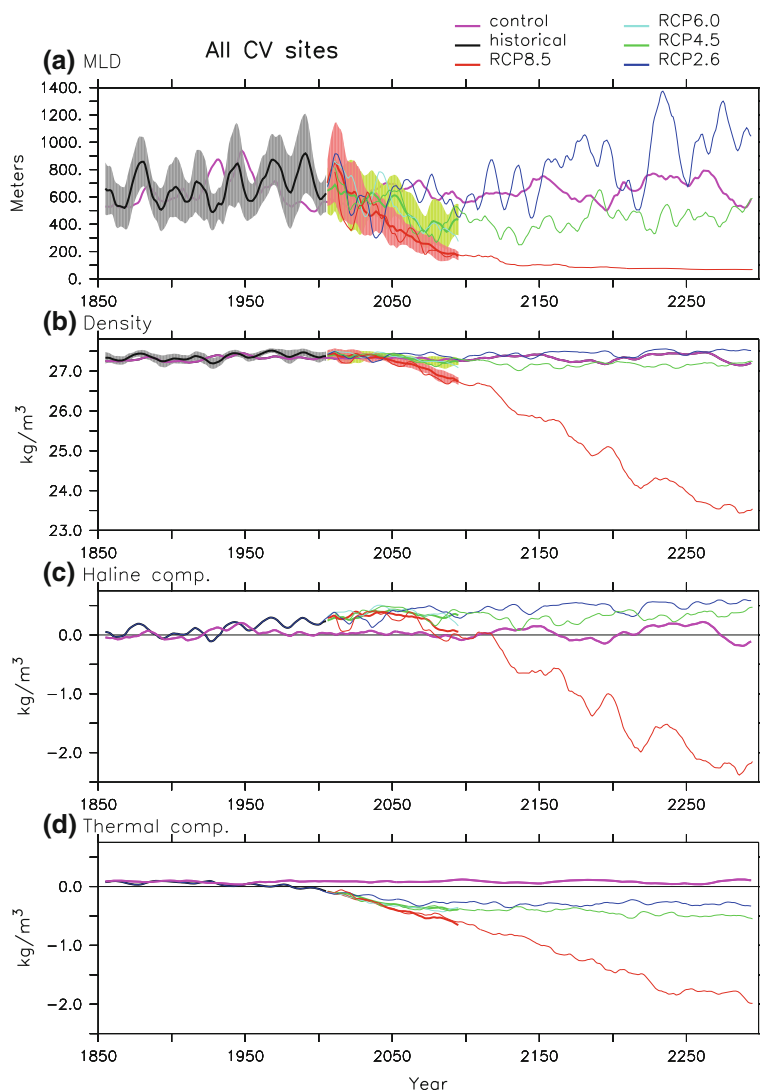 control
historical
RCP8.5
RCP6.0
RCP4.5
RCP2.6
All CV sites
(a) MLD
1400.
1200.
1000.
800.
600.
400.
200.
0.
Meters
1850 1950 2050 2150 2250
(b) Density
27.0
26.0
25.0
24.0
23.0
kg/m³
1850 1950 2050 2150 2250
(c) Haline comp.
0.0
-1.0
-2.0
kg/m³
1850 1950 2050 2150 2250
(d) Thermal comp.
0.0
-1.0
-2.0
kg/m³
1850 1950 2050 2150 2250
Year